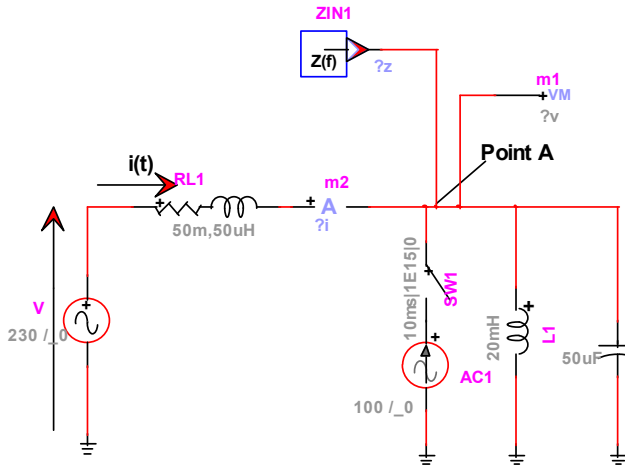 ZIN1
Z(f)
?z
m1
+VM
?v
Point A
i(t)
RL1
+
m2
+
A
?i
50m,50uH
V
+
230 /_0
10ms|1E15|0
+
SW1
+
AC1
100 /_0
20mH
+
L1
+
50uF